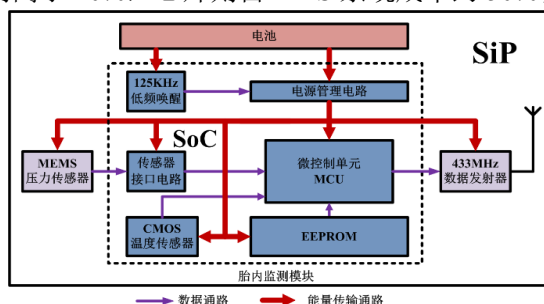 电池
SiP
125KHz
低频唤醒
电源管理电路
SoC
MEMS
压力传感器
传感器
接口电路
微控制单元
MCU
433MHz
数据发射器
CMOS
温度传感器
EEPROM
胎内监测模块
数据通路
能量传输通路